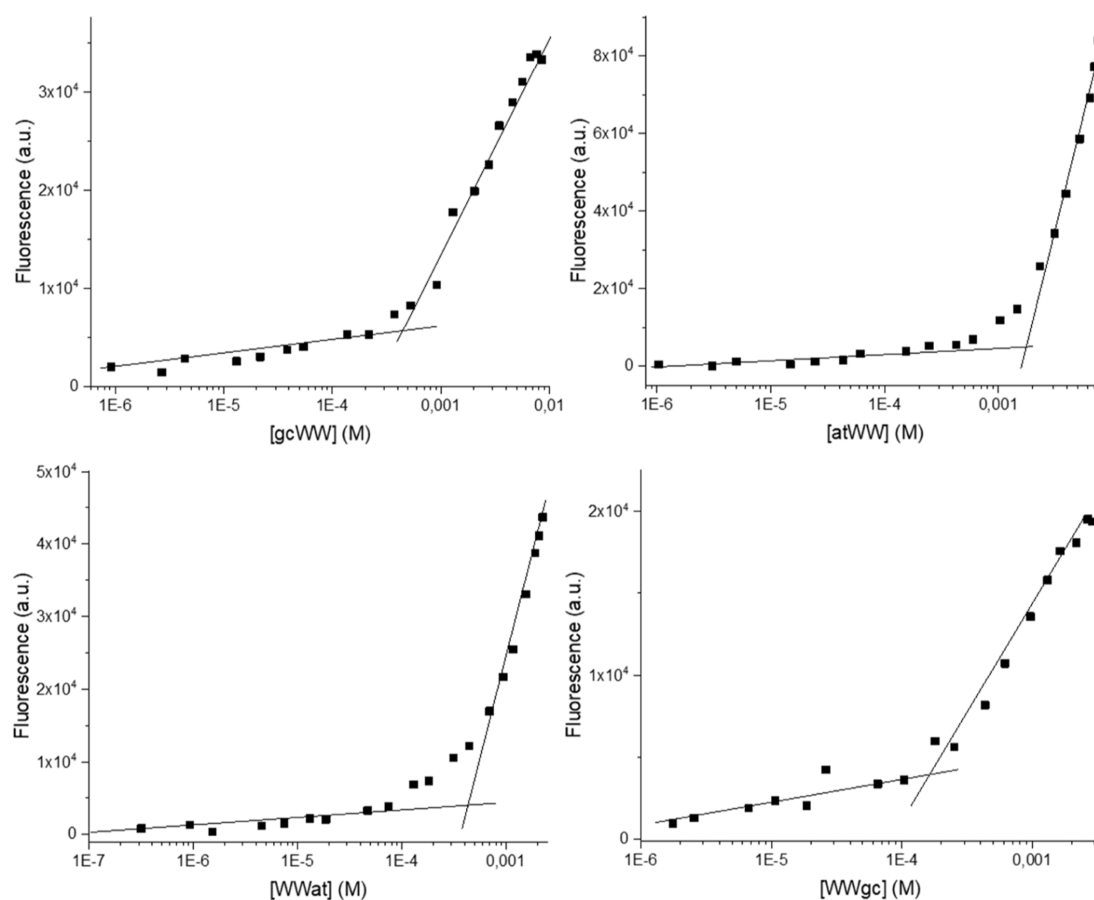 Fluorescence (a.u.)
3x10⁴
2x10⁴
1x10⁴
0
1E-6
1E-5
1E-4
0,001
0,01
[gcWW] (M)
Fluorescence (a.u.)
8x10⁴
6x10⁴
4x10⁴
2x10⁴
0
1E-6
1E-5
1E-4
0,001
[atWW] (M)
Fluorescence (a.u.)
5x10⁴
4x10⁴
3x10⁴
2x10⁴
1x10⁴
0
1E-7
1E-6
1E-5
1E-4
0,001
[WWat] (M)
Fluorescence (a.u.)
2x10⁴
1x10⁴
0
1E-6
1E-5
1E-4
0,001
[WWgc] (M)